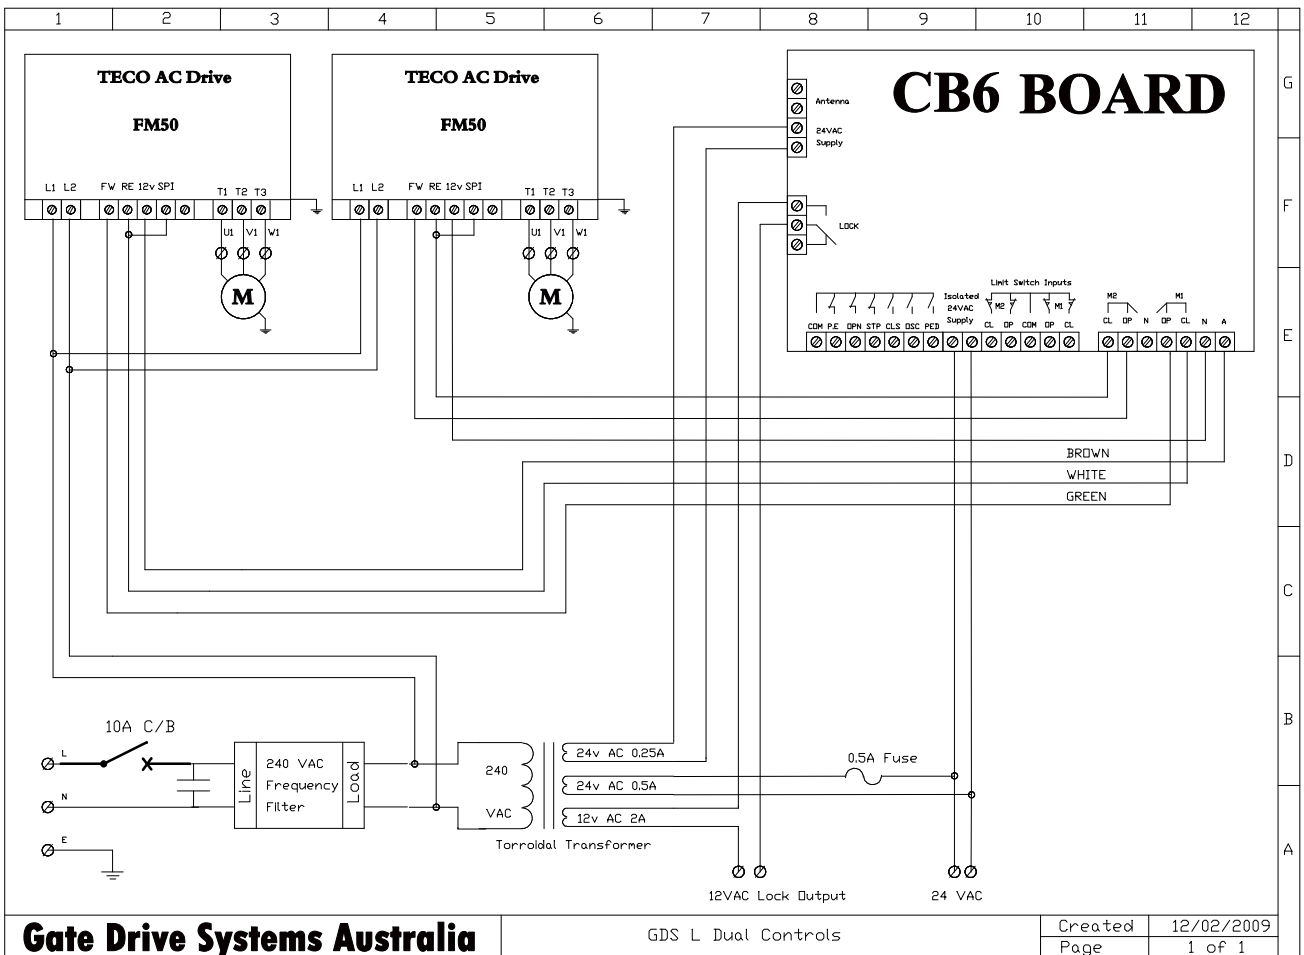 1 2 3 4 5 6 7 8 9 10 11 12
TECO AC Drive
FM50
L1 L2 FW RE 12v SPI T1 T2 T3
U1 V1 W1
M
TECO AC Drive
FM50
L1 L2 FW RE 12v SPI T1 T2 T3
U1 V1 W1
M
CB6 BOARD
Antenna
24VAC
Supply
LOCK
Limit Switch Inputs
Isolated
24VAC
Supply
M2 M1
M2 M1
COM P.E OPN STP CLS OSC PED
CL OP COM OP CL
CL OP N OP CL N A
G
F
E
D
C
B
A
BROWN
WHITE
GREEN
10A C/B
L
N
E
Line
240 VAC
Frequency
Filter
Load
240
VAC
24v AC 0.25A
24v AC 0.5A
12v AC 2A
Torroidal Transformer
0.5A Fuse
12VAC Lock Output
24 VAC
Gate Drive Systems Australia
GDS L Dual Controls
Created 12/02/2009
Page 1 of 1